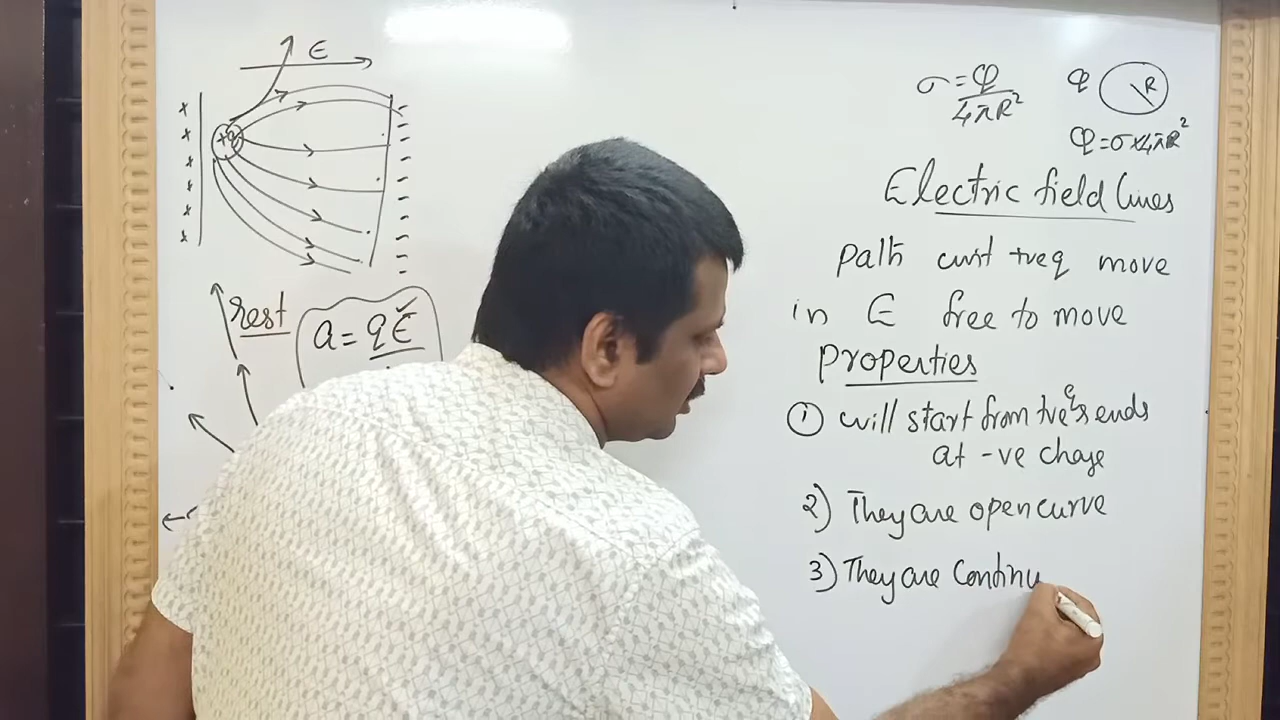 E
+q
rest
a = qE
σ = q / 4πR²
q R
q = σ × 4πR²
Electric field lines
path +ve q move
in E free to move
Properties
1) will start from +ve q & ends
at -ve charge
2) They are open curve
3) They are Continu